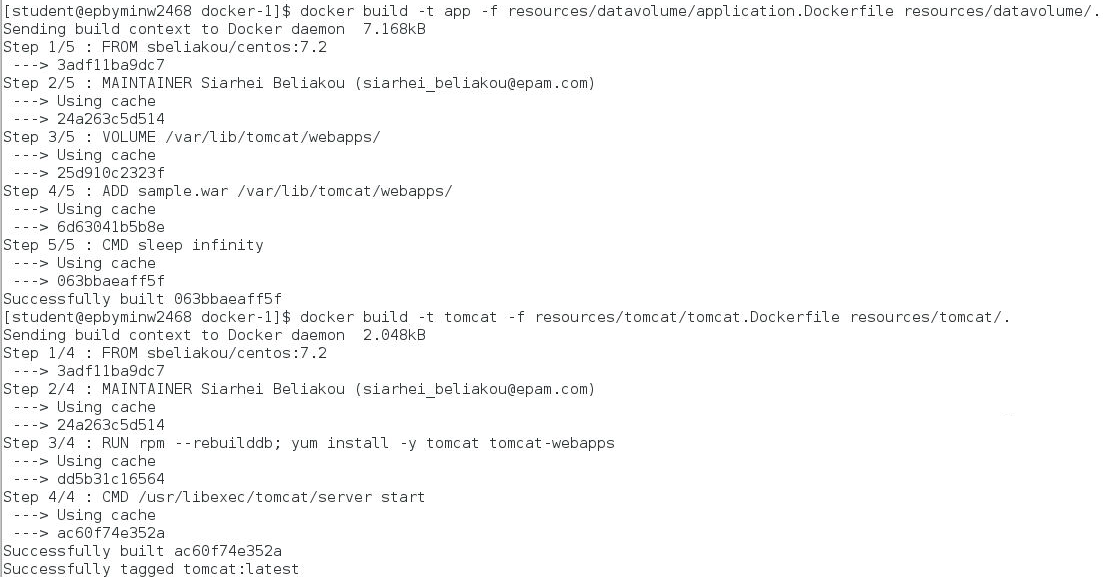 [student@epbyminw2468 docker-1]$ docker build -t app -f resources/datavolume/application.Dockerfile resources/datavolume/.
Sending build context to Docker daemon  7.168kB
Step 1/5 : FROM sbeliakou/centos:7.2
 ---> 3adf11ba9dc7
Step 2/5 : MAINTAINER Siarhei Beliakou (siarhei_beliakou@epam.com)
 ---> Using cache
 ---> 24a263c5d514
Step 3/5 : VOLUME /var/lib/tomcat/webapps/
 ---> Using cache
 ---> 25d910c2323f
Step 4/5 : ADD sample.war /var/lib/tomcat/webapps/
 ---> Using cache
 ---> 6d63041b5b8e
Step 5/5 : CMD sleep infinity
 ---> Using cache
 ---> 063bbaeaff5f
Successfully built 063bbaeaff5f
[student@epbyminw2468 docker-1]$ docker build -t tomcat -f resources/tomcat/tomcat.Dockerfile resources/tomcat/.
Sending build context to Docker daemon  2.048kB
Step 1/4 : FROM sbeliakou/centos:7.2
 ---> 3adf11ba9dc7
Step 2/4 : MAINTAINER Siarhei Beliakou (siarhei_beliakou@epam.com)
 ---> Using cache
 ---> 24a263c5d514
Step 3/4 : RUN rpm --rebuilddb; yum install -y tomcat tomcat-webapps
 ---> Using cache
 ---> dd5b31c16564
Step 4/4 : CMD /usr/libexec/tomcat/server start
 ---> Using cache
 ---> ac60f74e352a
Successfully built ac60f74e352a
Successfully tagged tomcat:latest